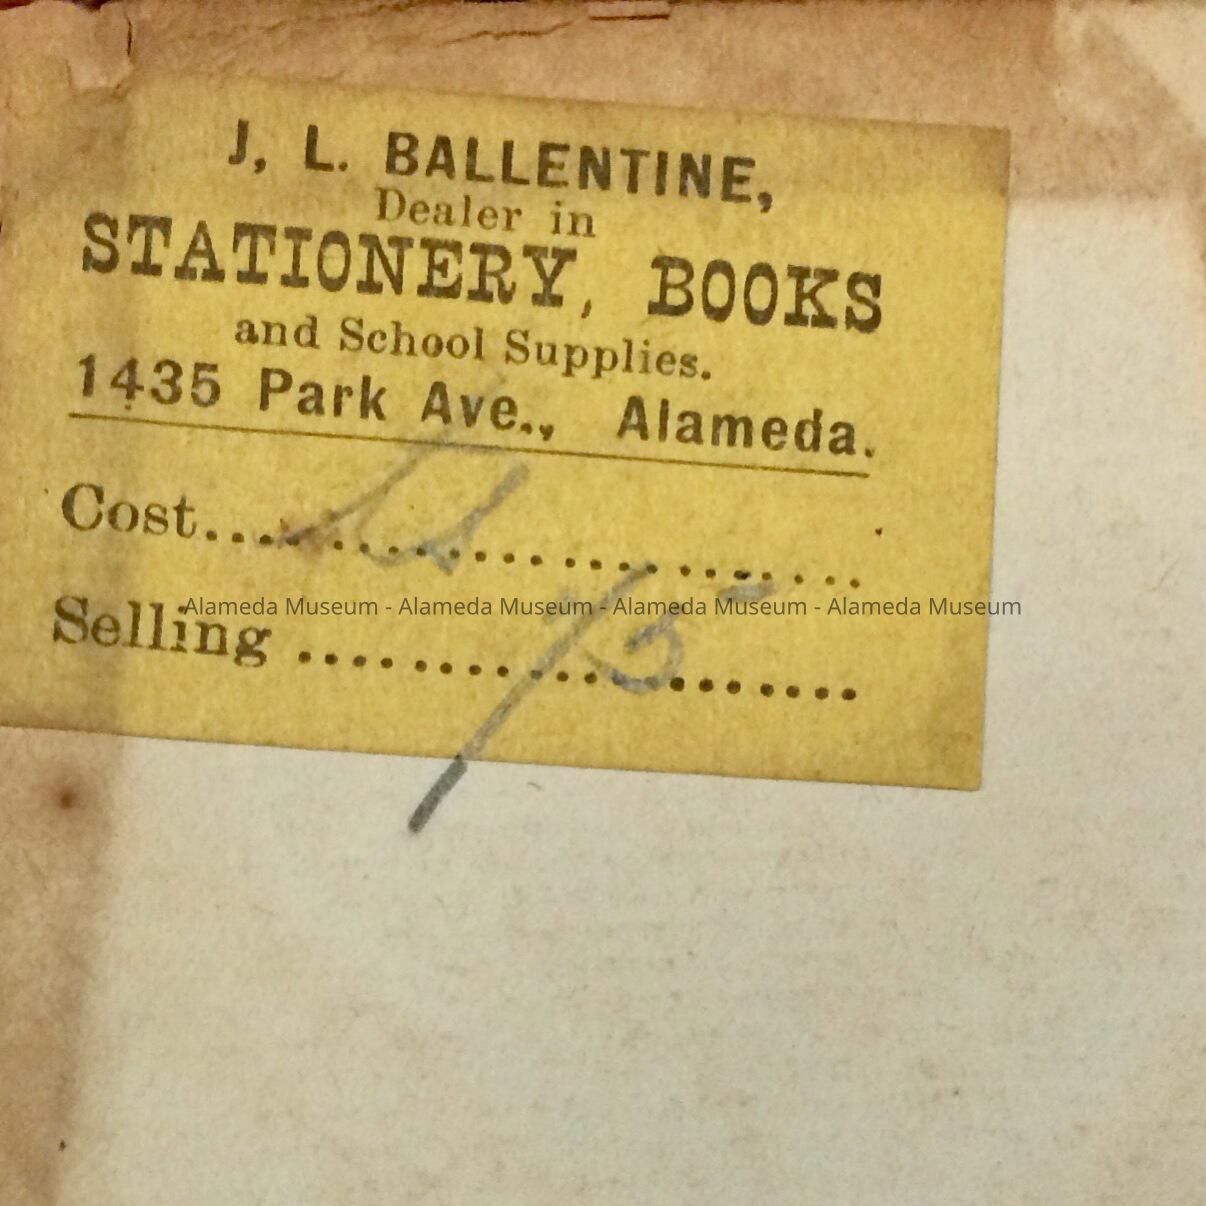 J, L. BALLENTINE,
Dealer in
STATIONERY, BOOKS
and School Supplies.
1435 Park Ave., Alameda.
Cost
Selling
Alameda Museum - Alameda Museum - Alameda Museum - Alameda Museum